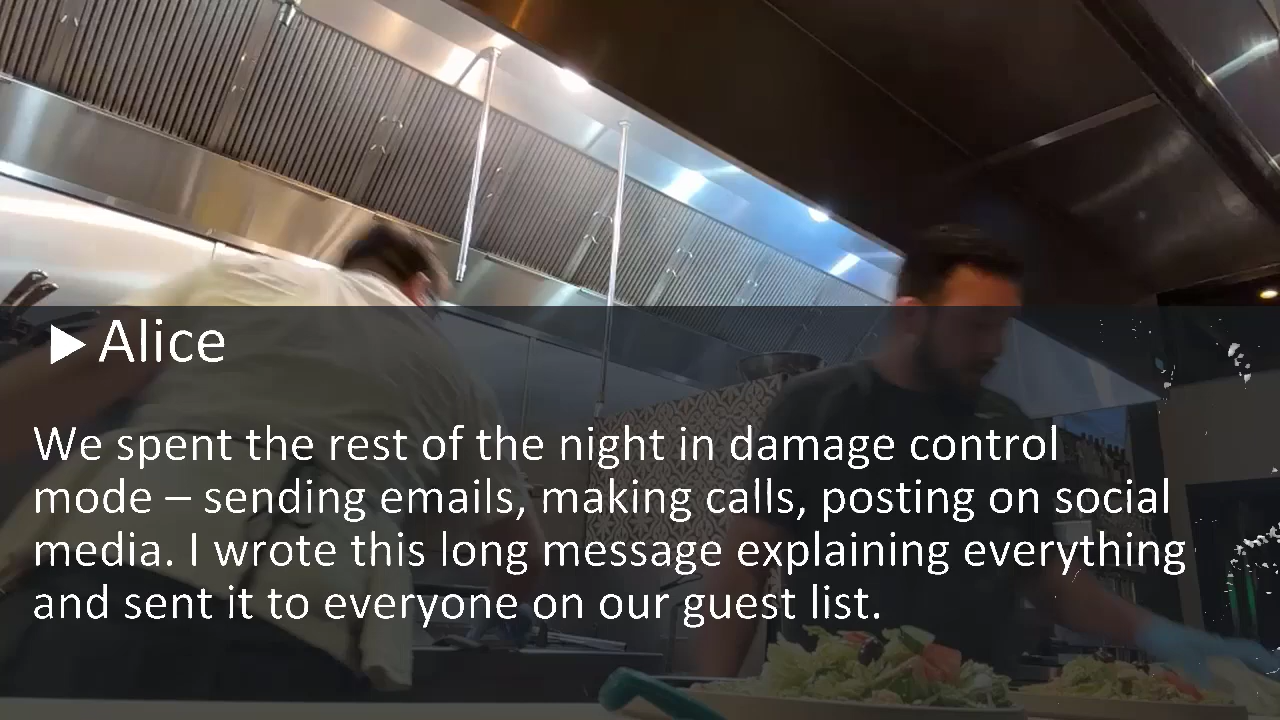 ▶ Alice
We spent the rest of the night in damage control
mode – sending emails, making calls, posting on social
media. I wrote this long message explaining everything
and sent it to everyone on our guest list.